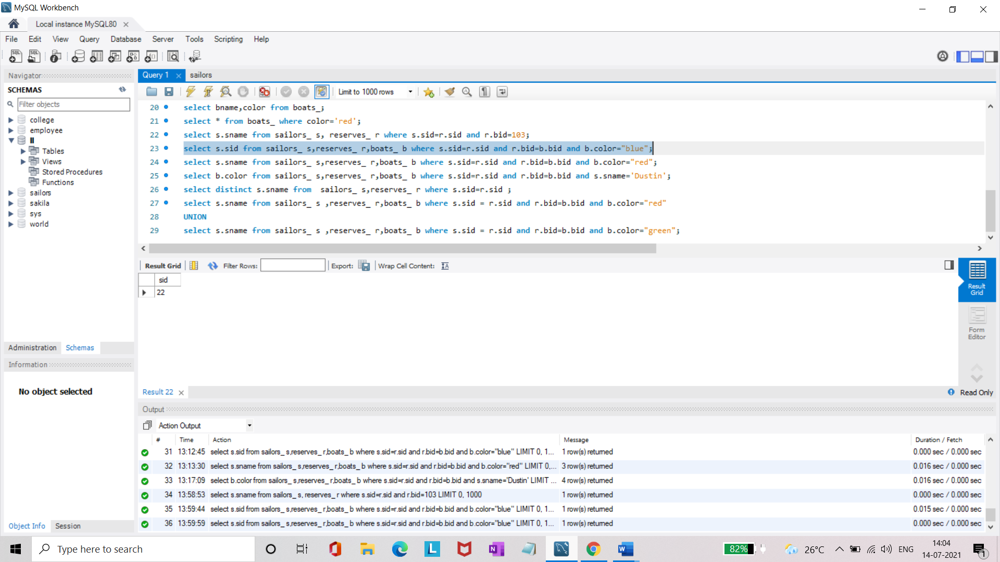 MySQL Workbench
Local instance MySQL80
File Edit View Query Database Server Tools Scripting Help
Navigator
SCHEMAS
Filter objects
college
employee
ll
Tables
Views
Stored Procedures
Functions
sailors
sakila
sys
world
Administration Schemas
Information
No object selected
Object Info Session
Query 1 sailors
Limit to 1000 rows
20 select bname,color from boats_;
21 select * from boats_ where color='red';
22 select s.sname from sailors_ s, reserves_ r where s.sid=r.sid and r.bid=103;
23 select s.sid from sailors_ s,reserves_ r,boats_ b where s.sid=r.sid and r.bid=b.bid and b.color="blue";
24 select s.sname from sailors_ s,reserves_ r,boats_ b where s.sid=r.sid and r.bid=b.bid and b.color="red";
25 select b.color from sailors_ s,reserves_ r,boats_ b where s.sid=r.sid and r.bid=b.bid and s.sname='Dustin';
26 select distinct s.sname from  sailors_ s,reserves_ r where s.sid=r.sid ;
27 select s.sname from sailors_ s ,reserves_ r,boats_ b where s.sid = r.sid and r.bid=b.bid and b.color="red"
28 UNION
29 select s.sname from sailors_ s ,reserves_ r,boats_ b where s.sid = r.sid and r.bid=b.bid and b.color="green";
Result Grid Filter Rows: Export: Wrap Cell Content:
sid
22
Result Grid
Form Editor
Result 22
Read Only
Output
Action Output
# Time Action Message Duration / Fetch
31 13:12:45 select s.sid from sailors_ s,reserves_ r,boats_ b where s.sid=r.sid and r.bid=b.bid and b.color="blue" LIMIT 0, 1... 1 row(s) returned 0.000 sec / 0.000 sec
32 13:13:30 select s.sname from sailors_ s,reserves_ r,boats_ b where s.sid=r.sid and r.bid=b.bid and b.color="red" LIMIT 0,... 3 row(s) returned 0.016 sec / 0.000 sec
33 13:17:09 select b.color from sailors_ s,reserves_ r,boats_ b where s.sid=r.sid and r.bid=b.bid and s.sname='Dustin' LIMIT ... 4 row(s) returned 0.016 sec / 0.000 sec
34 13:58:53 select s.sname from sailors_ s, reserves_ r where s.sid=r.sid and r.bid=103 LIMIT 0, 1000 1 row(s) returned 0.000 sec / 0.000 sec
35 13:59:44 select s.sid from sailors_ s,reserves_ r,boats_ b where s.sid=r.sid and r.bid=b.bid and b.color="blue" LIMIT 0, 1... 1 row(s) returned 0.015 sec / 0.000 sec
36 13:59:59 select s.sid from sailors_ s,reserves_ r,boats_ b where s.sid=r.sid and r.bid=b.bid and b.color="blue" LIMIT 0, 1... 1 row(s) returned 0.000 sec / 0.000 sec
Type here to search
82%
26°C
ENG
14:04
14-07-2021
1